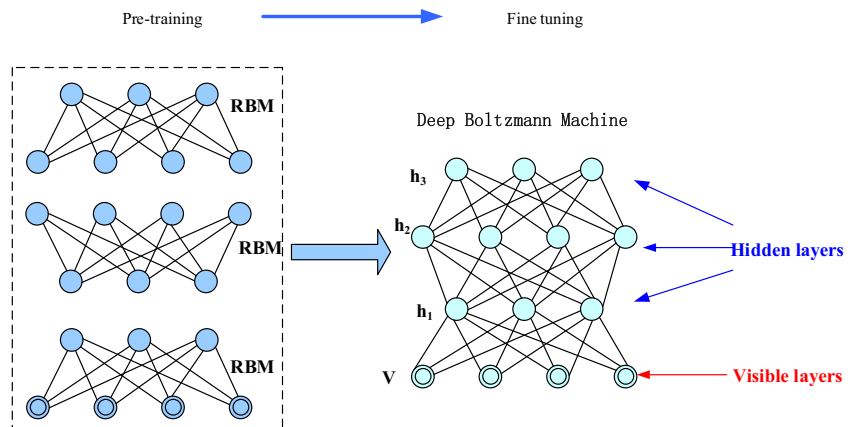 Pre-training
Fine tuning
RBM
RBM
RBM
Deep Boltzmann Machine
h3
h2
h1
V
Hidden layers
Visible layers